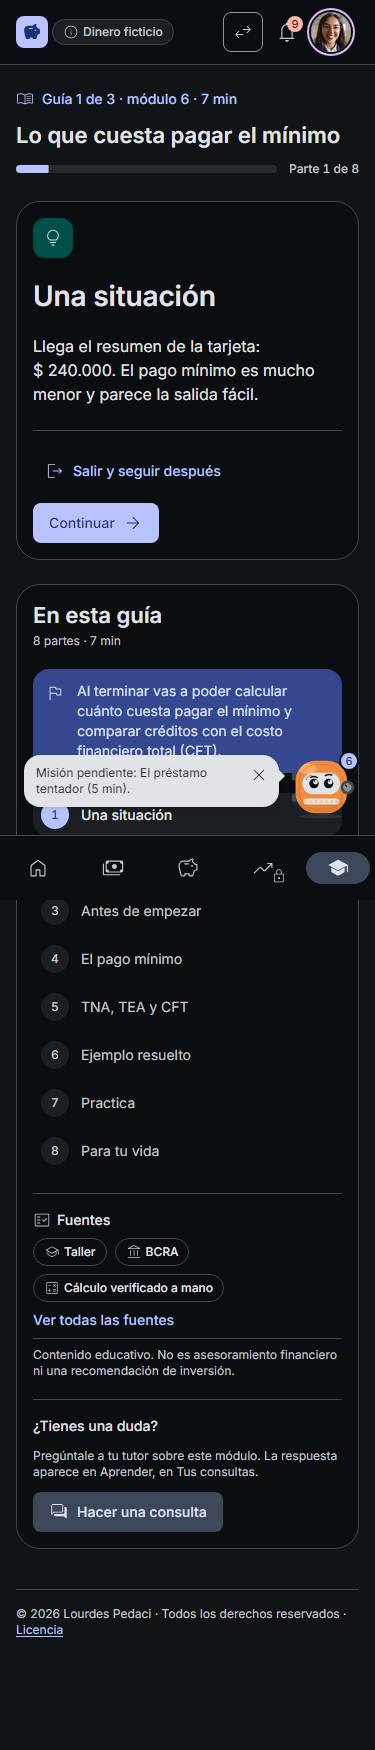 Dinero ficticio
9
Guía 1 de 3 · módulo 6 · 7 min
Lo que cuesta pagar el mínimo
Parte 1 de 8
Una situación
Llega el resumen de la tarjeta:
$ 240.000. El pago mínimo es mucho
menor y parece la salida fácil.
Salir y seguir después
Continuar
En esta guía
8 partes · 7 min
Al terminar vas a poder calcular
cuánto cuesta pagar el mínimo y
comparar créditos con el costo
financiero total (CFT).
Misión pendiente: El préstamo
tentador (5 min).
6
1 Una situación
3 Antes de empezar
4 El pago mínimo
5 TNA, TEA y CFT
6 Ejemplo resuelto
7 Practica
8 Para tu vida
Fuentes
Taller
BCRA
Cálculo verificado a mano
Ver todas las fuentes
Contenido educativo. No es asesoramiento financiero
ni una recomendación de inversión.
¿Tienes una duda?
Pregúntale a tu tutor sobre este módulo. La respuesta
aparece en Aprender, en Tus consultas.
Hacer una consulta
© 2026 Lourdes Pedaci · Todos los derechos reservados ·
Licencia